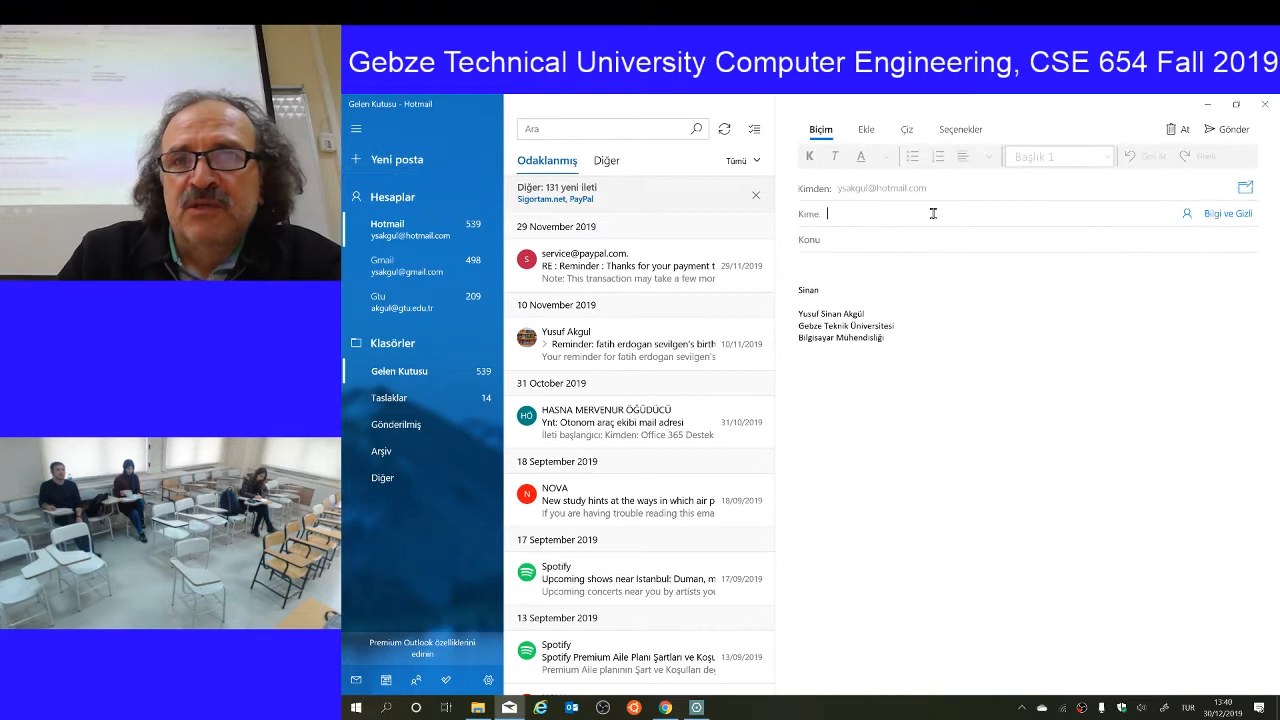 Gebze Technical University Computer Engineering, CSE 654 Fall 2019
Gelen Kutusu - Hotmail
Yeni posta
Hesaplar
Hotmail 539
ysakgul@hotmail.com
Gmail 498
ysakgul@gmail.com
Gtu 209
akgul@gtu.edu.tr
Klasörler
Gelen Kutusu 539
Taslaklar 14
Gönderilmiş
Arşiv
Diğer
Premium Outlook özelliklerini
edinin
Ara
Odaklanmış Diğer Tümü
Diğer: 131 yeni ileti
Sigortam.net, PayPal
29 November 2019
S
service@paypal.com.
RE : Reminder : Thanks for your payment t 29/11/2019
Note: This transaction may take a few mor
10 November 2019
Yusuf Akgul
> Reminder: fatih erdogan sevilgen's birth 10/11/2019
Your reminder for fatih erdogan sevilgen's
31 October 2019
HÖ
HASNA MERVENUR ÖĞÜDÜCÜ
Ynt: Otonom araç ekibi mail adresi 31/10/2019
İleti başlangıcı: Kimden: Office 365 Destek
18 September 2019
N
NOVA
New study hints at the ways in which air p 18/09/2019
If you are having trouble reading this ema
17 September 2019
Spotify
Upcoming shows near Istanbul: Duman, m 17/09/2019
Upcoming concerts near you by artists you
13 September 2019
Spotify
Spotify Premium Aile Planı Şartları ve Koşu 13/09/2019
Premium Aile planının Şart ve Koşulları de
Biçim Ekle Çiz Seçenekler At Gönder
K T A Başlık 1 Geri Al Yinele
Kimden: ysakgul@hotmail.com
Kime: Bilgi ve Gizli
Konu
Sinan
Yusuf Sinan Akgül
Gebze Teknik Üniversitesi
Bilgisayar Mühendisliği
TUR
13:40
30/12/2019